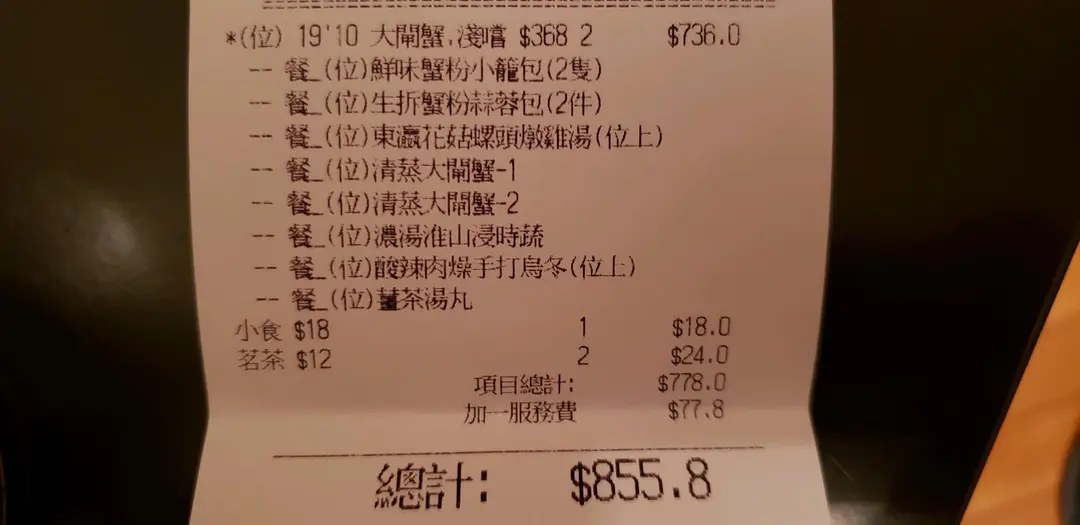 *(位) 19'10 大閘蟹.淺嚐 $368 2 $736.0
-- 餐_(位)鮮味蟹粉小籠包(2隻)
-- 餐_(位)生折蟹粉蒜蓉包(2件)
-- 餐_(位)東瀛花菇螺頭燉雞湯(位上)
-- 餐_(位)清蒸大閘蟹-1
-- 餐_(位)清蒸大閘蟹-2
-- 餐_(位)濃湯淮山浸時蔬
-- 餐_(位)酸辣肉燥手打烏冬(位上)
-- 餐_(位)薑茶湯丸
小食 $18 1 $18.0
茗茶 $12 2 $24.0
項目總計: $778.0
加一服務費 $77.8
總計: $855.8